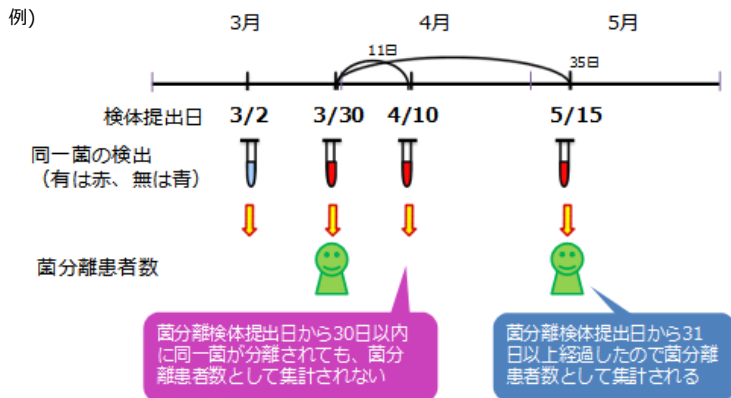 例)
3月 4月 5月
11日
35日
検体提出日 3/2 3/30 4/10 5/15
同一菌の検出
(有は赤、無は青)
菌分離患者数
菌分離検体提出日から30日以内
に同一菌が分離されても、菌分
離患者数として集計されない
菌分離検体提出日から31
日以上経過したので菌分離
患者数として集計される